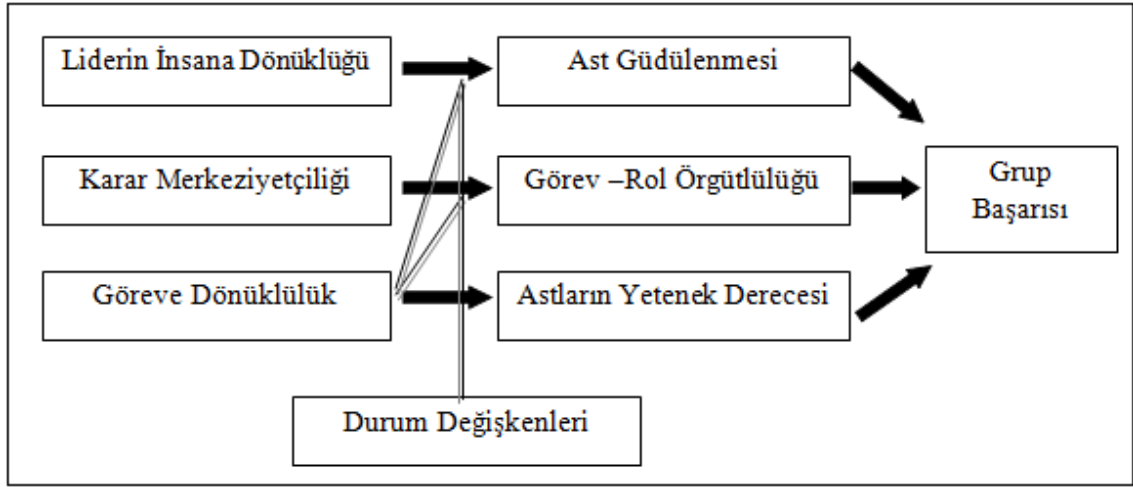 Liderin İnsana Dönüklüğü
Ast Güdülenmesi
Karar Merkeziyetçiliği
Görev –Rol Örgütlülüğü
Grup
Başarısı
Göreve Dönüklülük
Astların Yetenek Derecesi
Durum Değişkenleri